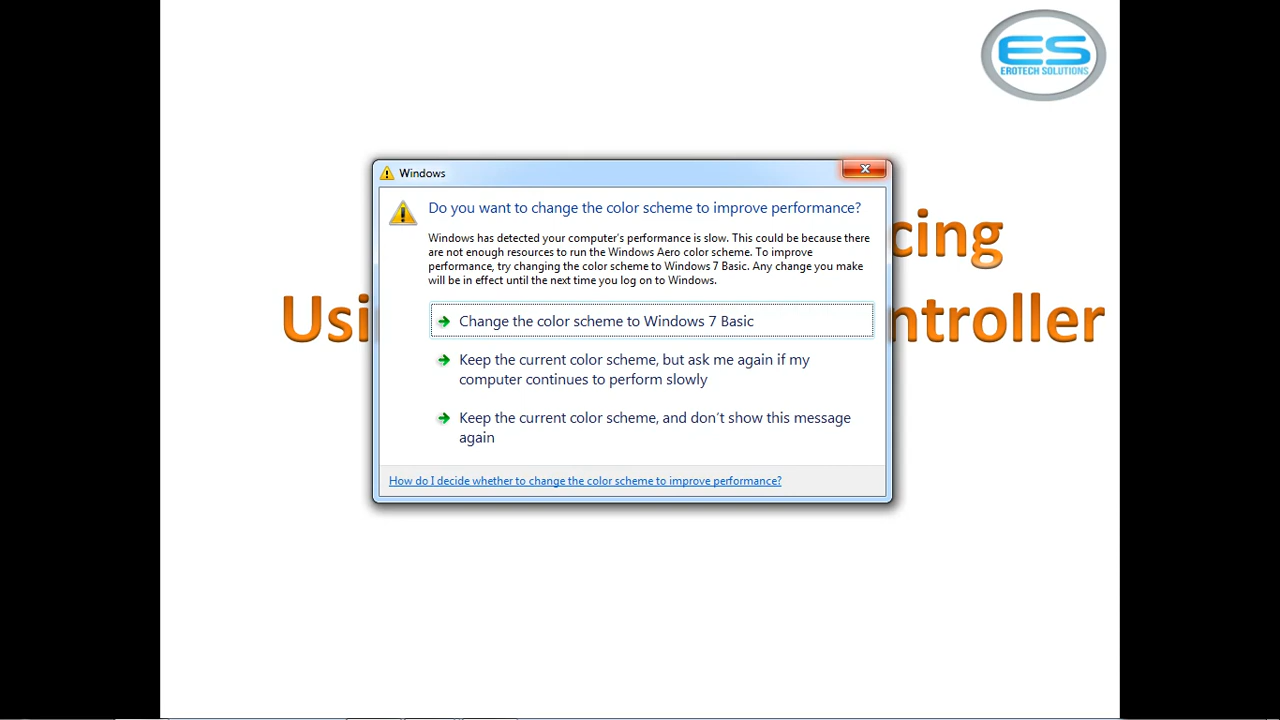 ES
EROTECH SOLUTIONS
Windows
Do you want to change the color scheme to improve performance?
Windows has detected your computer's performance is slow. This could be because there
are not enough resources to run the Windows Aero color scheme. To improve
performance, try changing the color scheme to Windows 7 Basic. Any change you make
will be in effect until the next time you log on to Windows.
Change the color scheme to Windows 7 Basic
Keep the current color scheme, but ask me again if my
computer continues to perform slowly
Keep the current color scheme, and don't show this message
again
How do I decide whether to change the color scheme to improve performance?